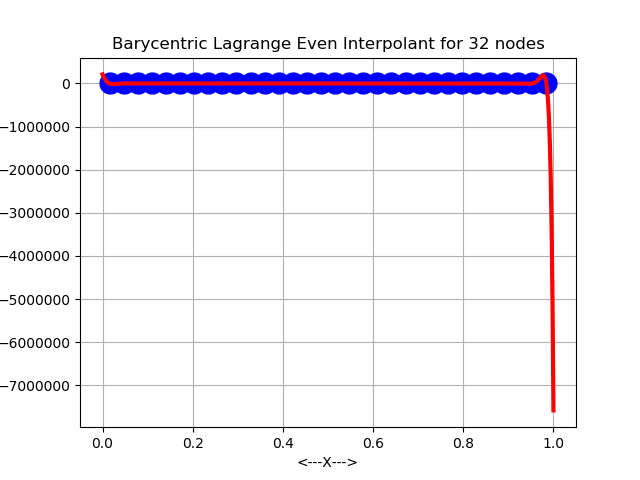 Barycentric Lagrange Even Interpolant for 32 nodes
0
−1000000
−2000000
−3000000
−4000000
−5000000
−6000000
−7000000
0.0 0.2 0.4 0.6 0.8 1.0
<---X--->